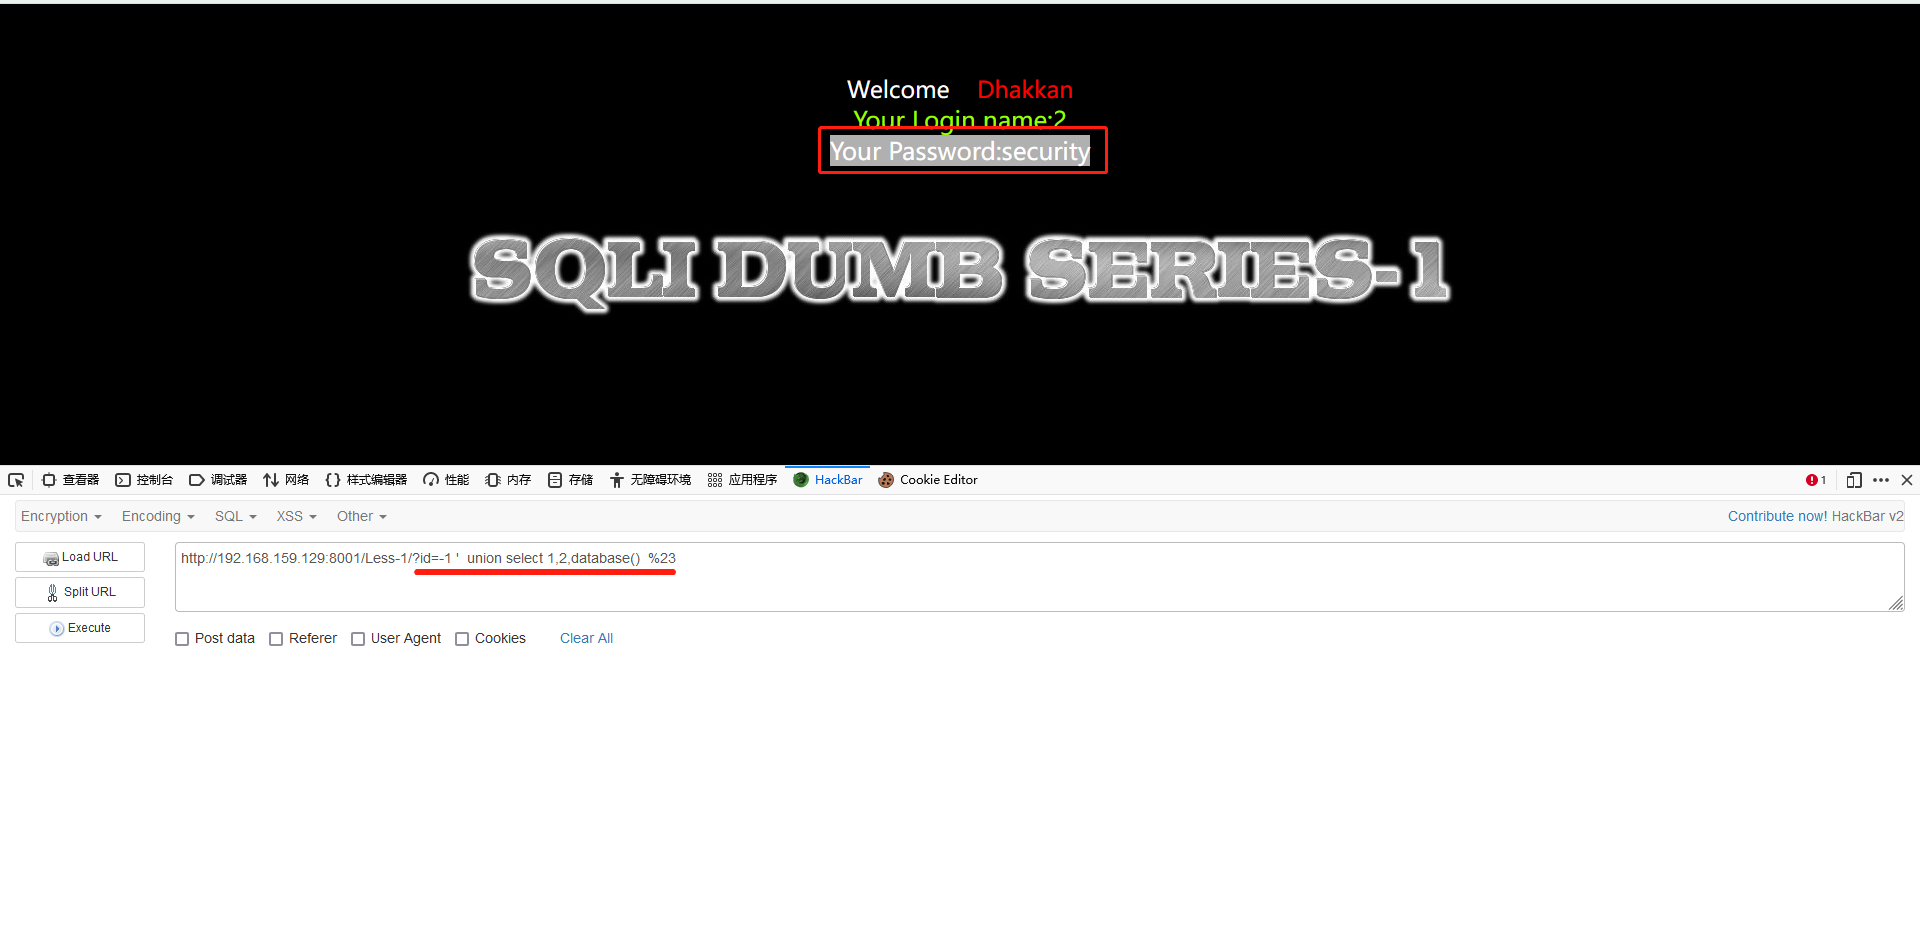 Welcome Dhakkan
Your Login name:2
Your Password:security
SQLI DUMB SERIES-1
查看器 控制台 调试器 网络 样式编辑器 性能 内存 存储 无障碍环境 应用程序 HackBar Cookie Editor 1
Encryption Encoding SQL XSS Other Contribute now! HackBar v2
Load URL
http://192.168.159.129:8001/Less-1/?id=-1 '  union select 1,2,database()  %23
Split URL
Execute
Post data Referer User Agent Cookies Clear All